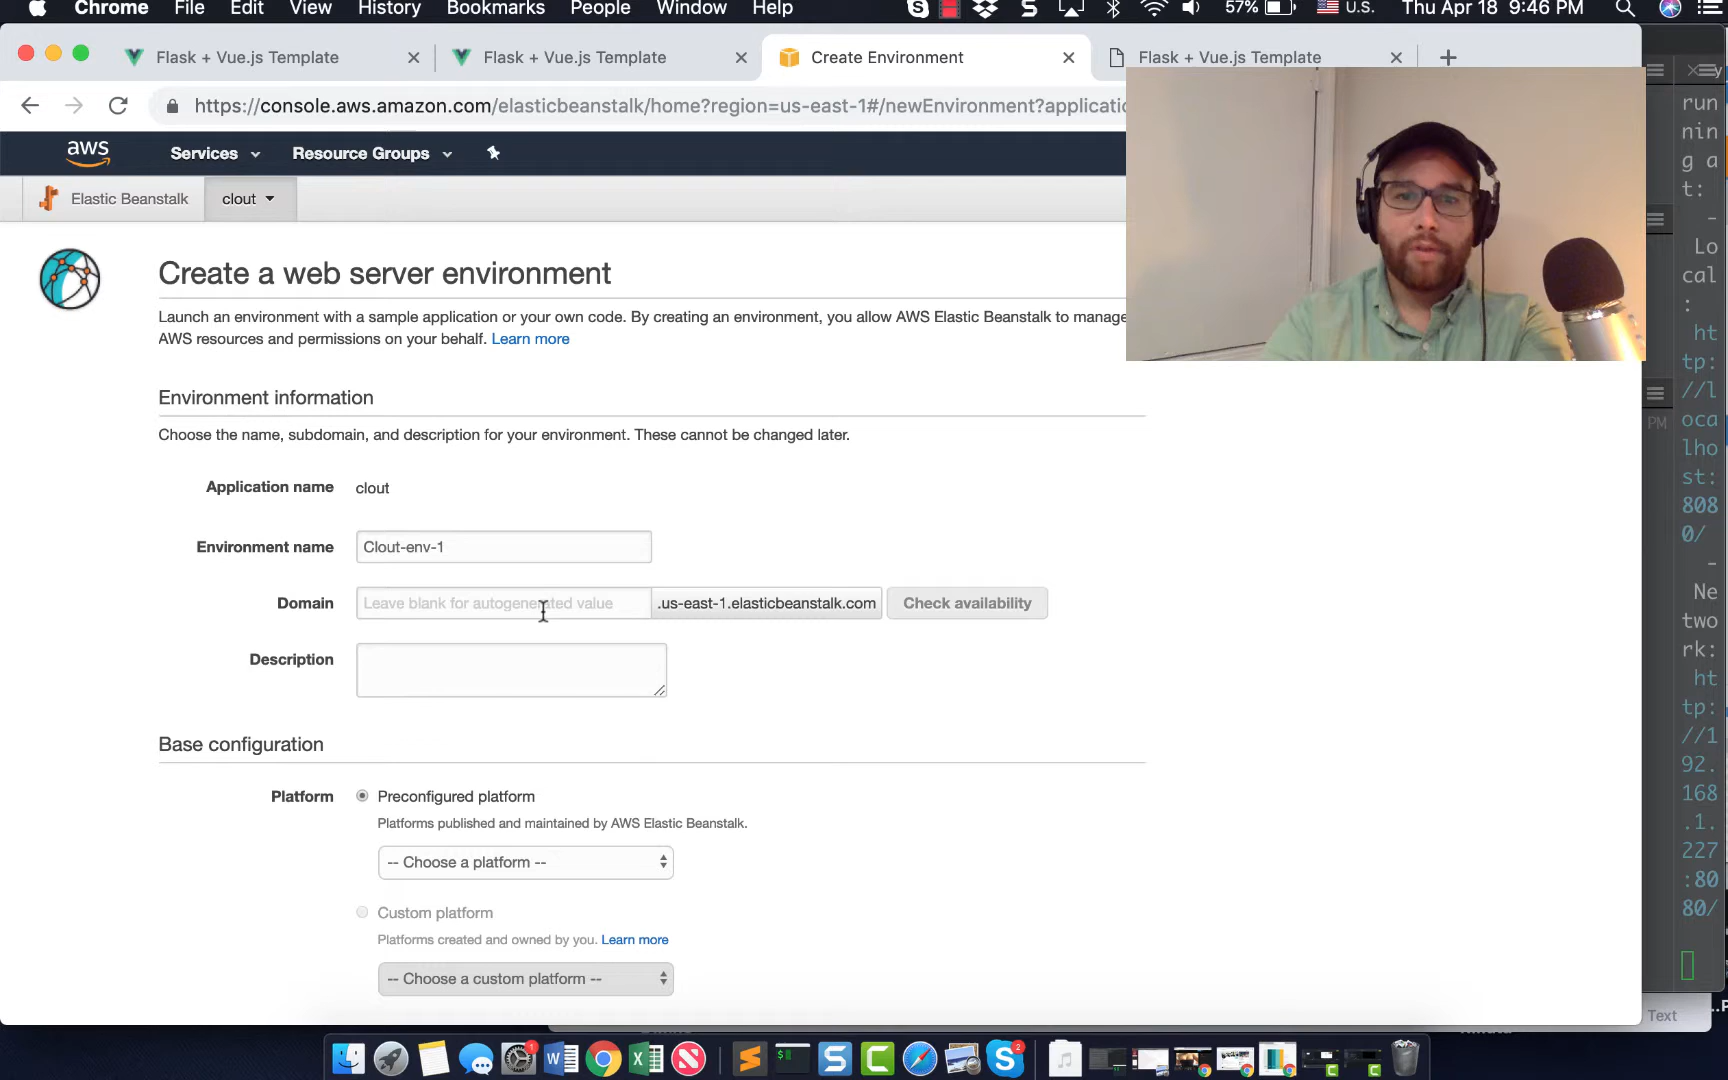 Chrome File Edit View History Bookmarks People Window Help 57% U.S. Thu Apr 18 9:46 PM
Flask + Vue.js Template Flask + Vue.js Template Create Environment Flask + Vue.js Template
https://console.aws.amazon.com/elasticbeanstalk/home?region=us-east-1#/newEnvironment?applicatio
aws Services Resource Groups
Elastic Beanstalk clout
Create a web server environment
Launch an environment with a sample application or your own code. By creating an environment, you allow AWS Elastic Beanstalk to manage
AWS resources and permissions on your behalf. Learn more
Environment information
Choose the name, subdomain, and description for your environment. These cannot be changed later.
Application name clout
Environment name Clout-env-1
Domain Leave blank for autogenerated value .us-east-1.elasticbeanstalk.com Check availability
Description
Base configuration
Platform Preconfigured platform
Platforms published and maintained by AWS Elastic Beanstalk.
-- Choose a platform --
Custom platform
Platforms created and owned by you. Learn more
-- Choose a custom platform --
y
run
nin
g a
t:
-
Lo
cal
:
ht
tp:
//l
oca
lho
st:
808
0/
-
Ne
two
rk:
ht
tp:
//1
92.
168
.1.
227
:80
80/
PM
Text